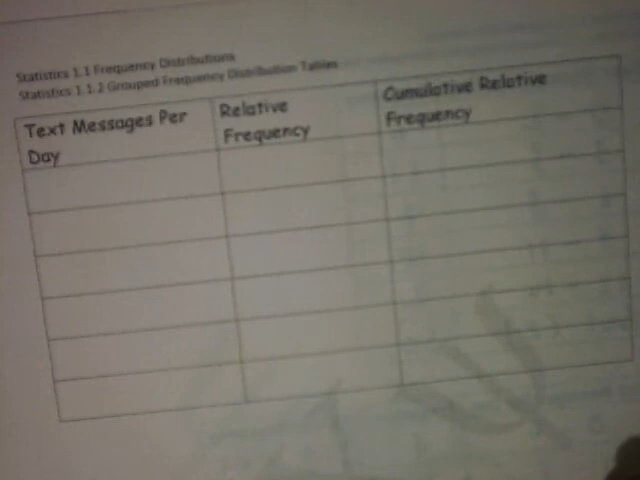 Statistics 1.1 Frequency Distributions
Statistics 1.1.2 Grouped Frequency Distribution Tables
Text Messages Per
Day
Relative
Frequency
Cumulative Relative
Frequency